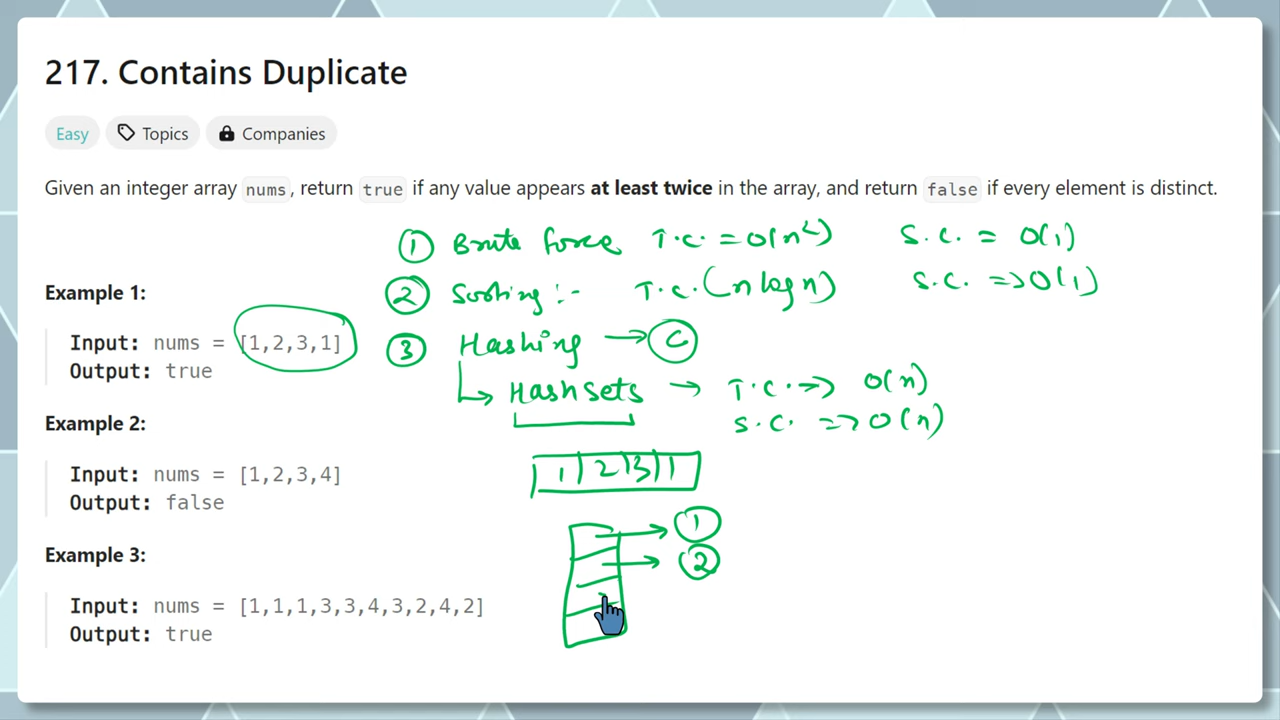 217. Contains Duplicate
Easy Topics Companies
Given an integer array nums, return true if any value appears at least twice in the array, and return false if every element is distinct.
① Brute force T.C. = O(n²) S.C. = O(1)
② Sorting :- T.C. (n log n) S.C. => O(1)
Example 1:
Input: nums = [1,2,3,1]
Output: true
③ Hashing → C
↳ Hash Sets → T.C. => O(n)
S.C. => O(n)
Example 2:
Input: nums = [1,2,3,4]
Output: false
1 | 2 | 3 | 1
→ ①
→ ②
Example 3:
Input: nums = [1,1,1,3,3,4,3,2,4,2]
Output: true